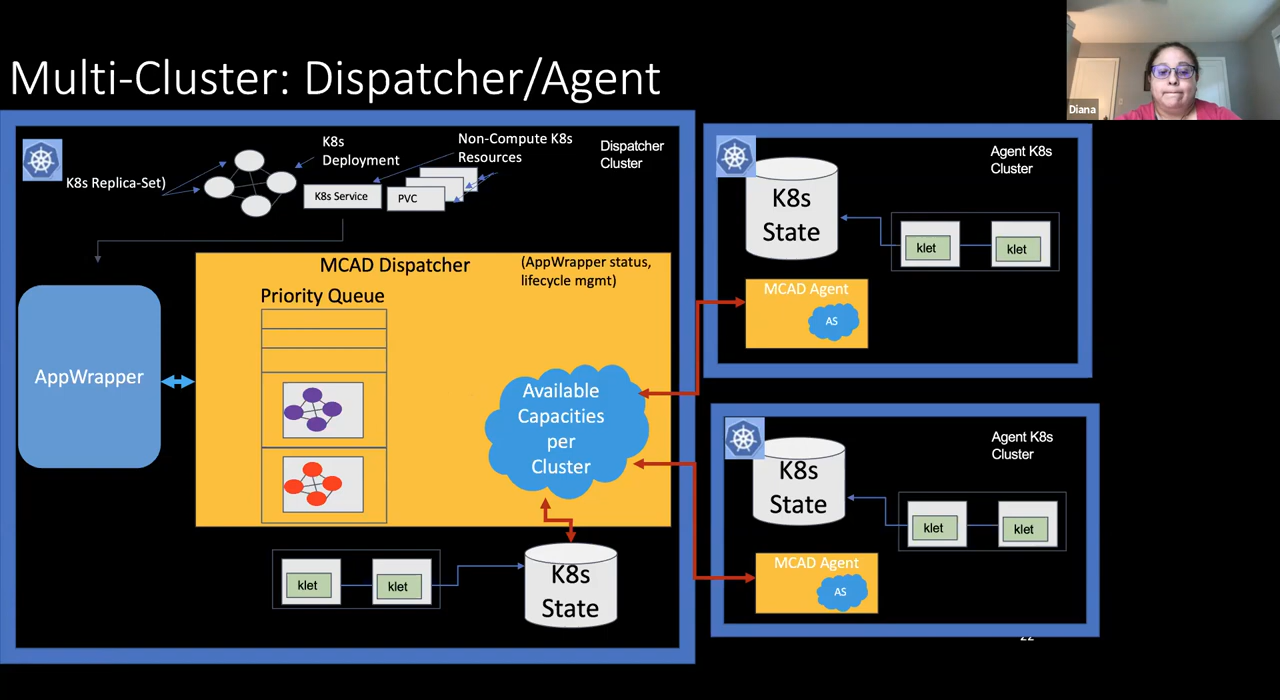 Multi-Cluster: Dispatcher/Agent
Diana
K8s Replica-Set)
K8s
Deployment
K8s Service
Non-Compute K8s
Resources
PVC
Dispatcher
Cluster
AppWrapper
MCAD Dispatcher
(AppWrapper status,
lifecycle mgmt)
Priority Queue
Available
Capacities
per
Cluster
klet
klet
K8s
State
Agent K8s
Cluster
K8s
State
klet
klet
MCAD Agent
AS
Agent K8s
Cluster
K8s
State
klet
klet
MCAD Agent
AS
22